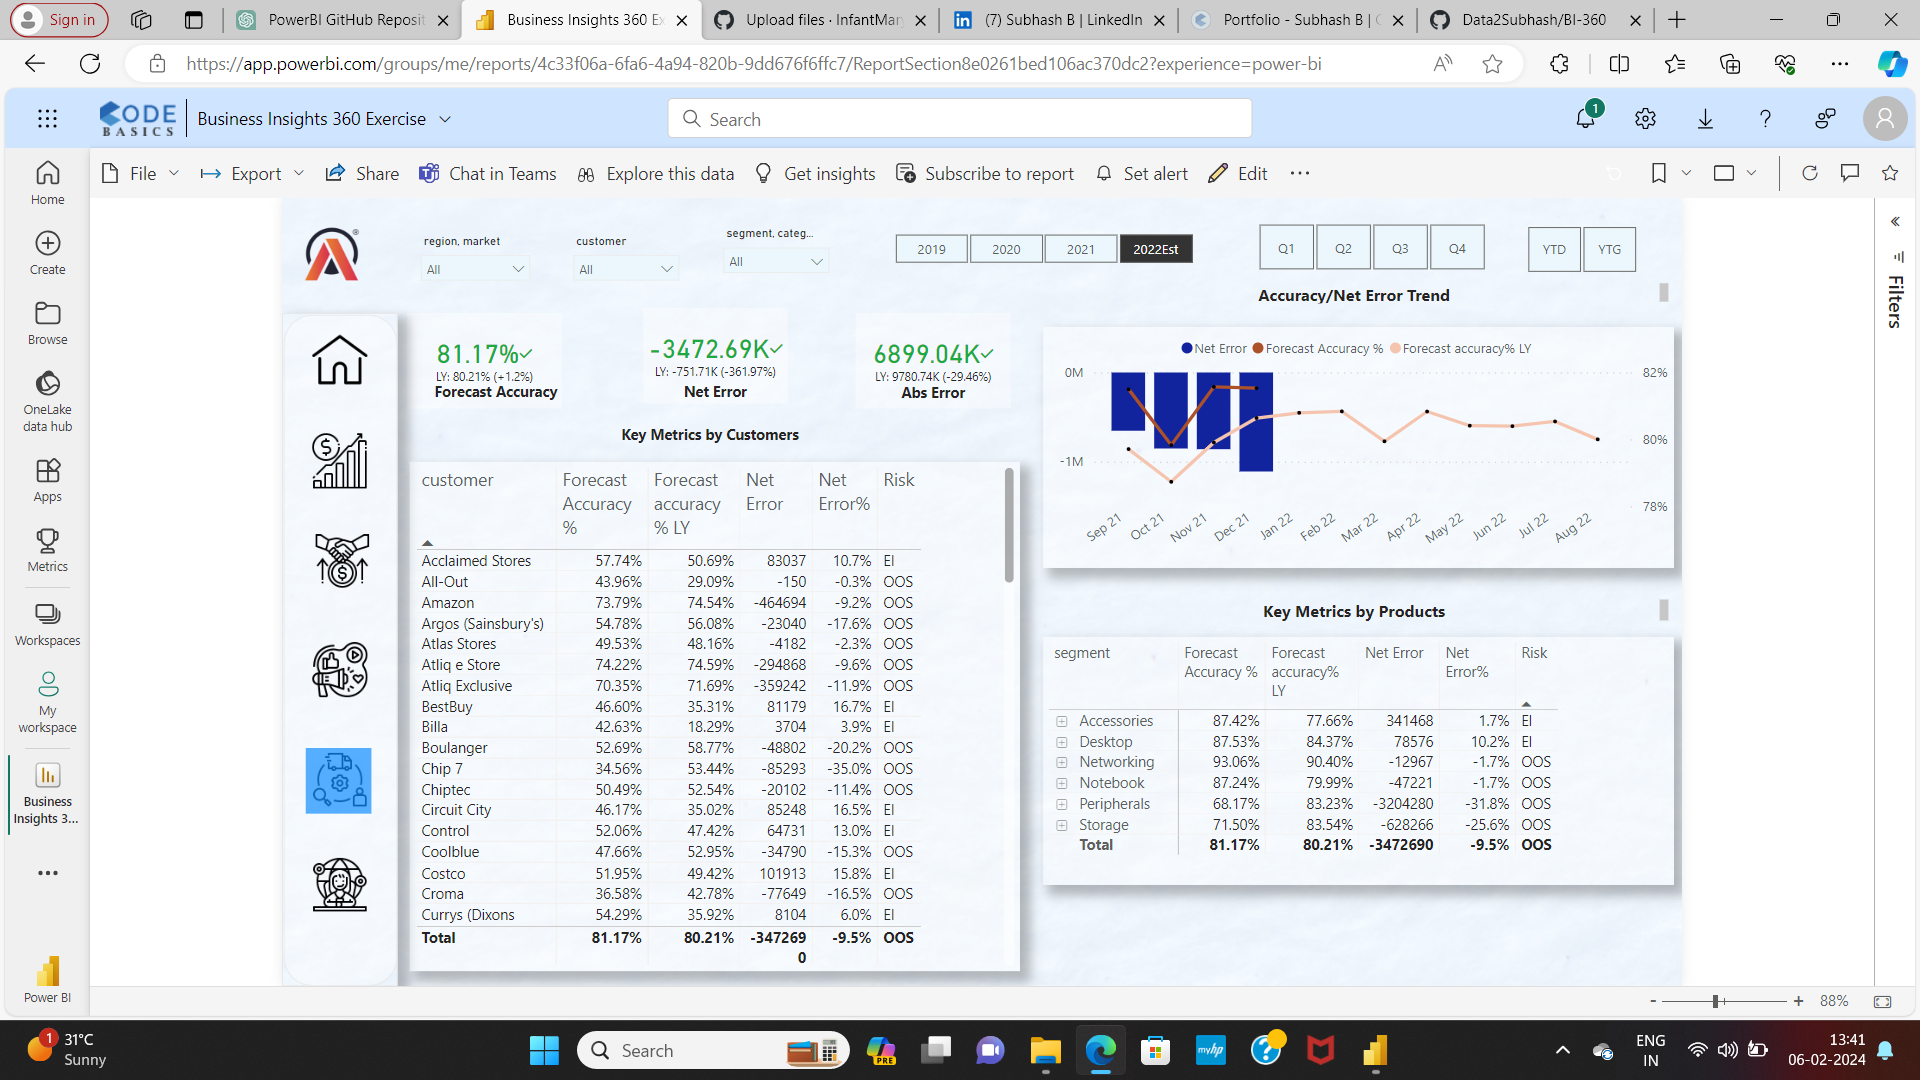 Sign in
PowerBI GitHub Reposit
Business Insights 360 Ex
Upload files · InfantMar
(7) Subhash B | LinkedIn
Portfolio - Subhash B | C
Data2Subhash/BI-360
https://app.powerbi.com/groups/me/reports/4c33f06a-6fa6-4a94-820b-9dd676f6ffc7/ReportSection8e0261bed106ac370dc2?experience=power-bi
CODE BASICS
Business Insights 360 Exercise
Search
1
File
Export
Share
Chat in Teams
Explore this data
Get insights
Subscribe to report
Set alert
Edit
Home
Create
Browse
OneLake
data hub
Apps
Metrics
Workspaces
My
workspace
Business
Insights 3...
Power BI
region, market
All
customer
All
segment, categ...
All
2019 2020 2021 2022Est
Q1 Q2 Q3 Q4
YTD YTG
Filters
81.17%
LY: 80.21% (+1.2%)
Forecast Accuracy
-3472.69K
LY: -751.71K (-361.97%)
Net Error
6899.04K
LY: 9780.74K (-29.46%)
Abs Error
Accuracy/Net Error Trend
Net Error Forecast Accuracy % Forecast accuracy% LY
0M 82%
80%
-1M
78%
Sep 21 Oct 21 Nov 21 Dec 21 Jan 22 Feb 22 Mar 22 Apr 22 May 22 Jun 22 Jul 22 Aug 22
Key Metrics by Customers
customer Forecast Accuracy % Forecast accuracy % LY Net Error Net Error% Risk
Acclaimed Stores 57.74% 50.69% 83037 10.7% EI
All-Out 43.96% 29.09% -150 -0.3% OOS
Amazon 73.79% 74.54% -464694 -9.2% OOS
Argos (Sainsbury's) 54.78% 56.08% -23040 -17.6% OOS
Atlas Stores 49.53% 48.16% -4182 -2.3% OOS
Atliq e Store 74.22% 74.59% -294868 -9.6% OOS
Atliq Exclusive 70.35% 71.69% -359242 -11.9% OOS
BestBuy 46.60% 35.31% 81179 16.7% EI
Billa 42.63% 18.29% 3704 3.9% EI
Boulanger 52.69% 58.77% -48802 -20.2% OOS
Chip 7 34.56% 53.44% -85293 -35.0% OOS
Chiptec 50.49% 52.54% -20102 -11.4% OOS
Circuit City 46.17% 35.02% 85248 16.5% EI
Control 52.06% 47.42% 64731 13.0% EI
Coolblue 47.66% 52.95% -34790 -15.3% OOS
Costco 51.95% 49.42% 101913 15.8% EI
Croma 36.58% 42.78% -77649 -16.5% OOS
Currys (Dixons 54.29% 35.92% 8104 6.0% EI
Total 81.17% 80.21% -347269 -9.5% OOS
0
Key Metrics by Products
segment Forecast Accuracy % Forecast accuracy% LY Net Error Net Error% Risk
Accessories 87.42% 77.66% 341468 1.7% EI
Desktop 87.53% 84.37% 78576 10.2% EI
Networking 93.06% 90.40% -12967 -1.7% OOS
Notebook 87.24% 79.99% -47221 -1.7% OOS
Peripherals 68.17% 83.23% -3204280 -31.8% OOS
Storage 71.50% 83.54% -628266 -25.6% OOS
Total 81.17% 80.21% -3472690 -9.5% OOS
- + 88%
1
31°C
Sunny
Search
PRE
myhp
ENG
IN
13:41
06-02-2024